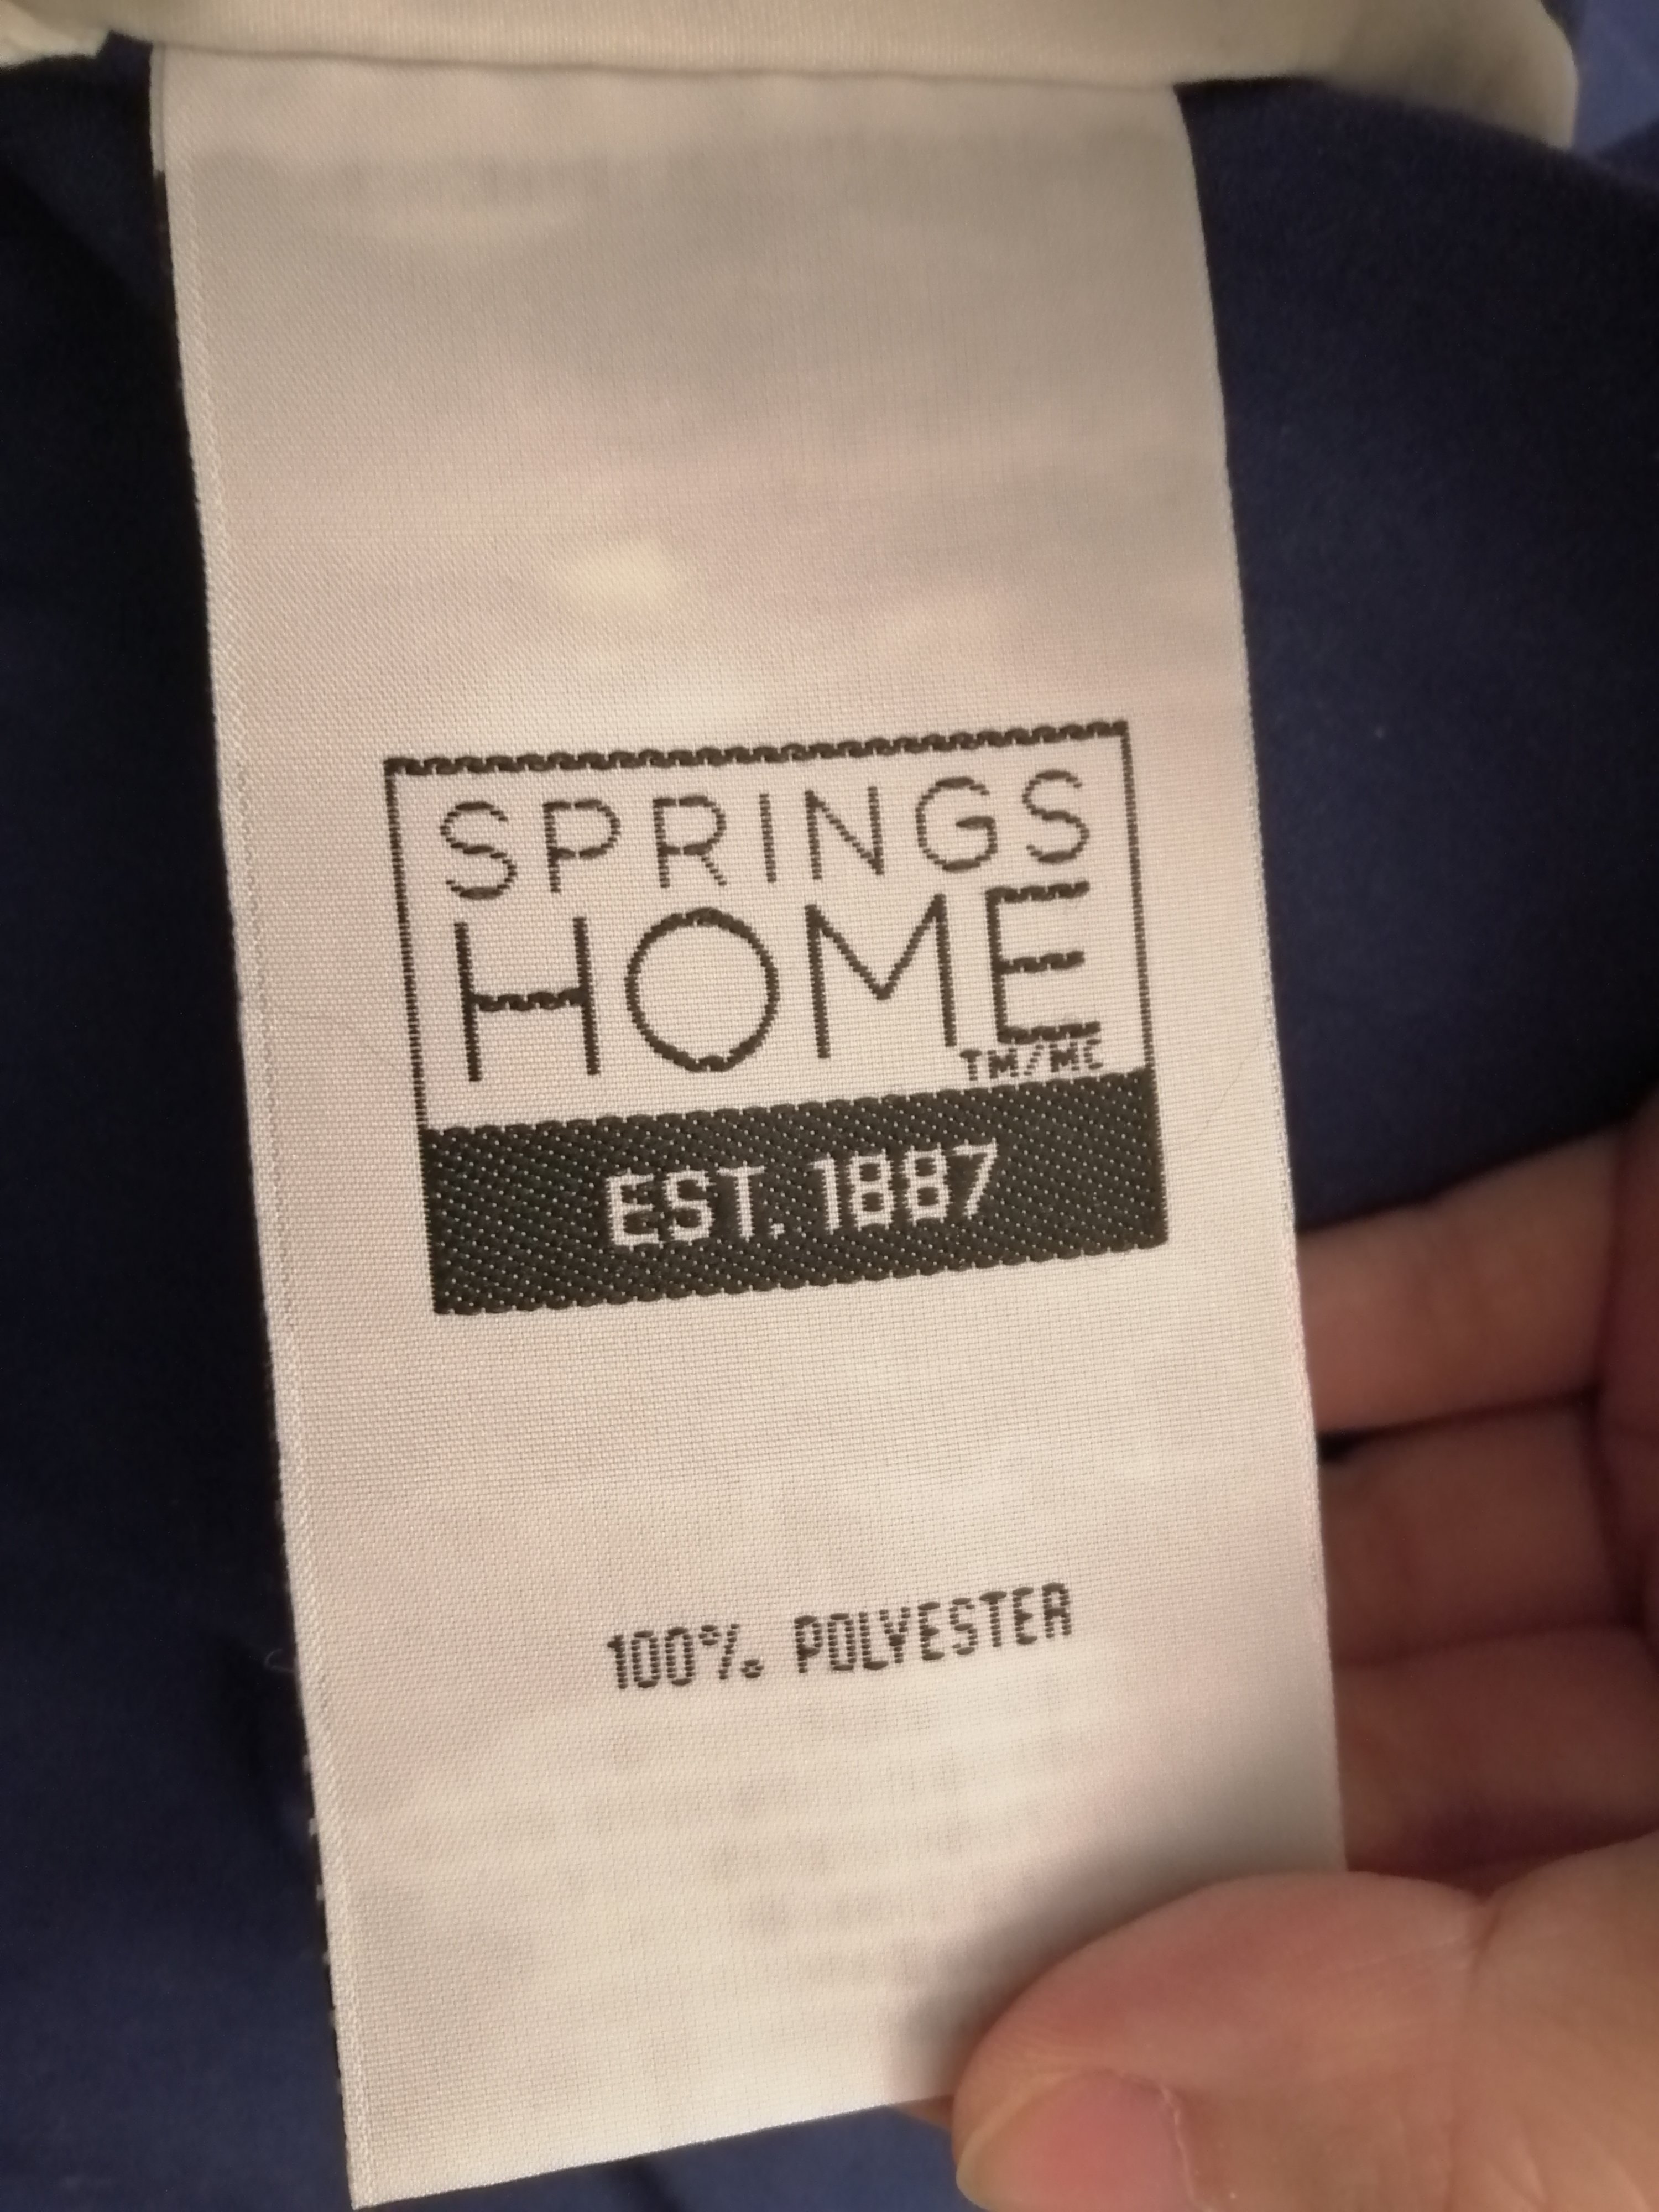 SPRINGS
HOME
TM/MC
EST. 1887
100% POLYESTER